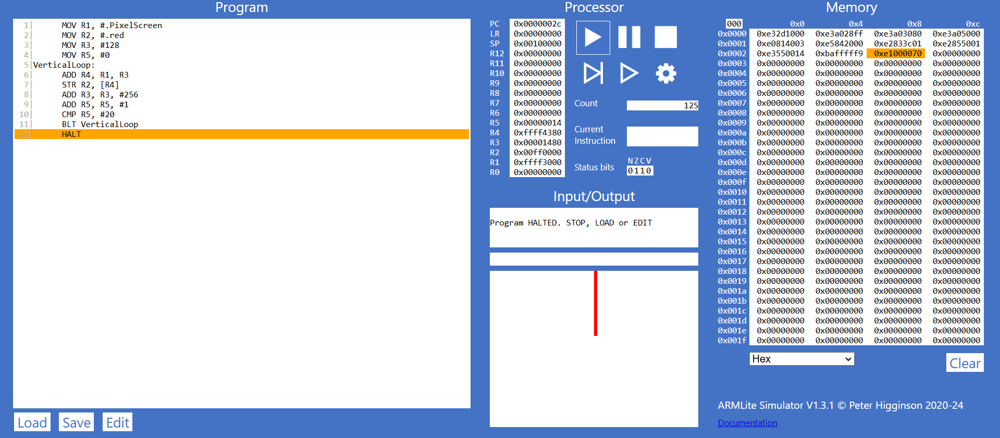 Program
1| MOV R1, #.PixelScreen
2| MOV R2, #.red
3| MOV R3, #128
4| MOV R5, #0
5|VerticalLoop:
6| ADD R4, R1, R3
7| STR R2, [R4]
8| ADD R3, R3, #256
9| ADD R5, R5, #1
10| CMP R5, #20
11| BLT VerticalLoop
12| HALT
Load Save Edit
Processor
PC 0x0000002c
LR 0x00000000
SP 0x00100000
R12 0x00000000
R11 0x00000000
R10 0x00000000
R9 0x00000000
R8 0x00000000
R7 0x00000000
R6 0x00000000
R5 0x00000014
R4 0xffff4380
R3 0x00001480
R2 0x00ff0000
R1 0xffff3000
R0 0x00000000
Count 125
Current
Instruction
NZCV
Status bits 0110
Input/Output
Program HALTED. STOP, LOAD or EDIT
Memory
000 0x0 0x4 0x8 0xc
0x0000 0xe32d1000 0xe3a028ff 0xe3a03080 0xe3a05000
0x0001 0xe0814003 0xe5842000 0xe2833c01 0xe2855001
0x0002 0xe3550014 0xbafffff9 0xe1000070 0x00000000
0x0003 0x00000000 0x00000000 0x00000000 0x00000000
0x0004 0x00000000 0x00000000 0x00000000 0x00000000
0x0005 0x00000000 0x00000000 0x00000000 0x00000000
0x0006 0x00000000 0x00000000 0x00000000 0x00000000
0x0007 0x00000000 0x00000000 0x00000000 0x00000000
0x0008 0x00000000 0x00000000 0x00000000 0x00000000
0x0009 0x00000000 0x00000000 0x00000000 0x00000000
0x000a 0x00000000 0x00000000 0x00000000 0x00000000
0x000b 0x00000000 0x00000000 0x00000000 0x00000000
0x000c 0x00000000 0x00000000 0x00000000 0x00000000
0x000d 0x00000000 0x00000000 0x00000000 0x00000000
0x000e 0x00000000 0x00000000 0x00000000 0x00000000
0x000f 0x00000000 0x00000000 0x00000000 0x00000000
0x0010 0x00000000 0x00000000 0x00000000 0x00000000
0x0011 0x00000000 0x00000000 0x00000000 0x00000000
0x0012 0x00000000 0x00000000 0x00000000 0x00000000
0x0013 0x00000000 0x00000000 0x00000000 0x00000000
0x0014 0x00000000 0x00000000 0x00000000 0x00000000
0x0015 0x00000000 0x00000000 0x00000000 0x00000000
0x0016 0x00000000 0x00000000 0x00000000 0x00000000
0x0017 0x00000000 0x00000000 0x00000000 0x00000000
0x0018 0x00000000 0x00000000 0x00000000 0x00000000
0x0019 0x00000000 0x00000000 0x00000000 0x00000000
0x001a 0x00000000 0x00000000 0x00000000 0x00000000
0x001b 0x00000000 0x00000000 0x00000000 0x00000000
0x001c 0x00000000 0x00000000 0x00000000 0x00000000
0x001d 0x00000000 0x00000000 0x00000000 0x00000000
0x001e 0x00000000 0x00000000 0x00000000 0x00000000
0x001f 0x00000000 0x00000000 0x00000000 0x00000000
Hex Clear
ARMLite Simulator V1.3.1 © Peter Higginson 2020-24
Documentation